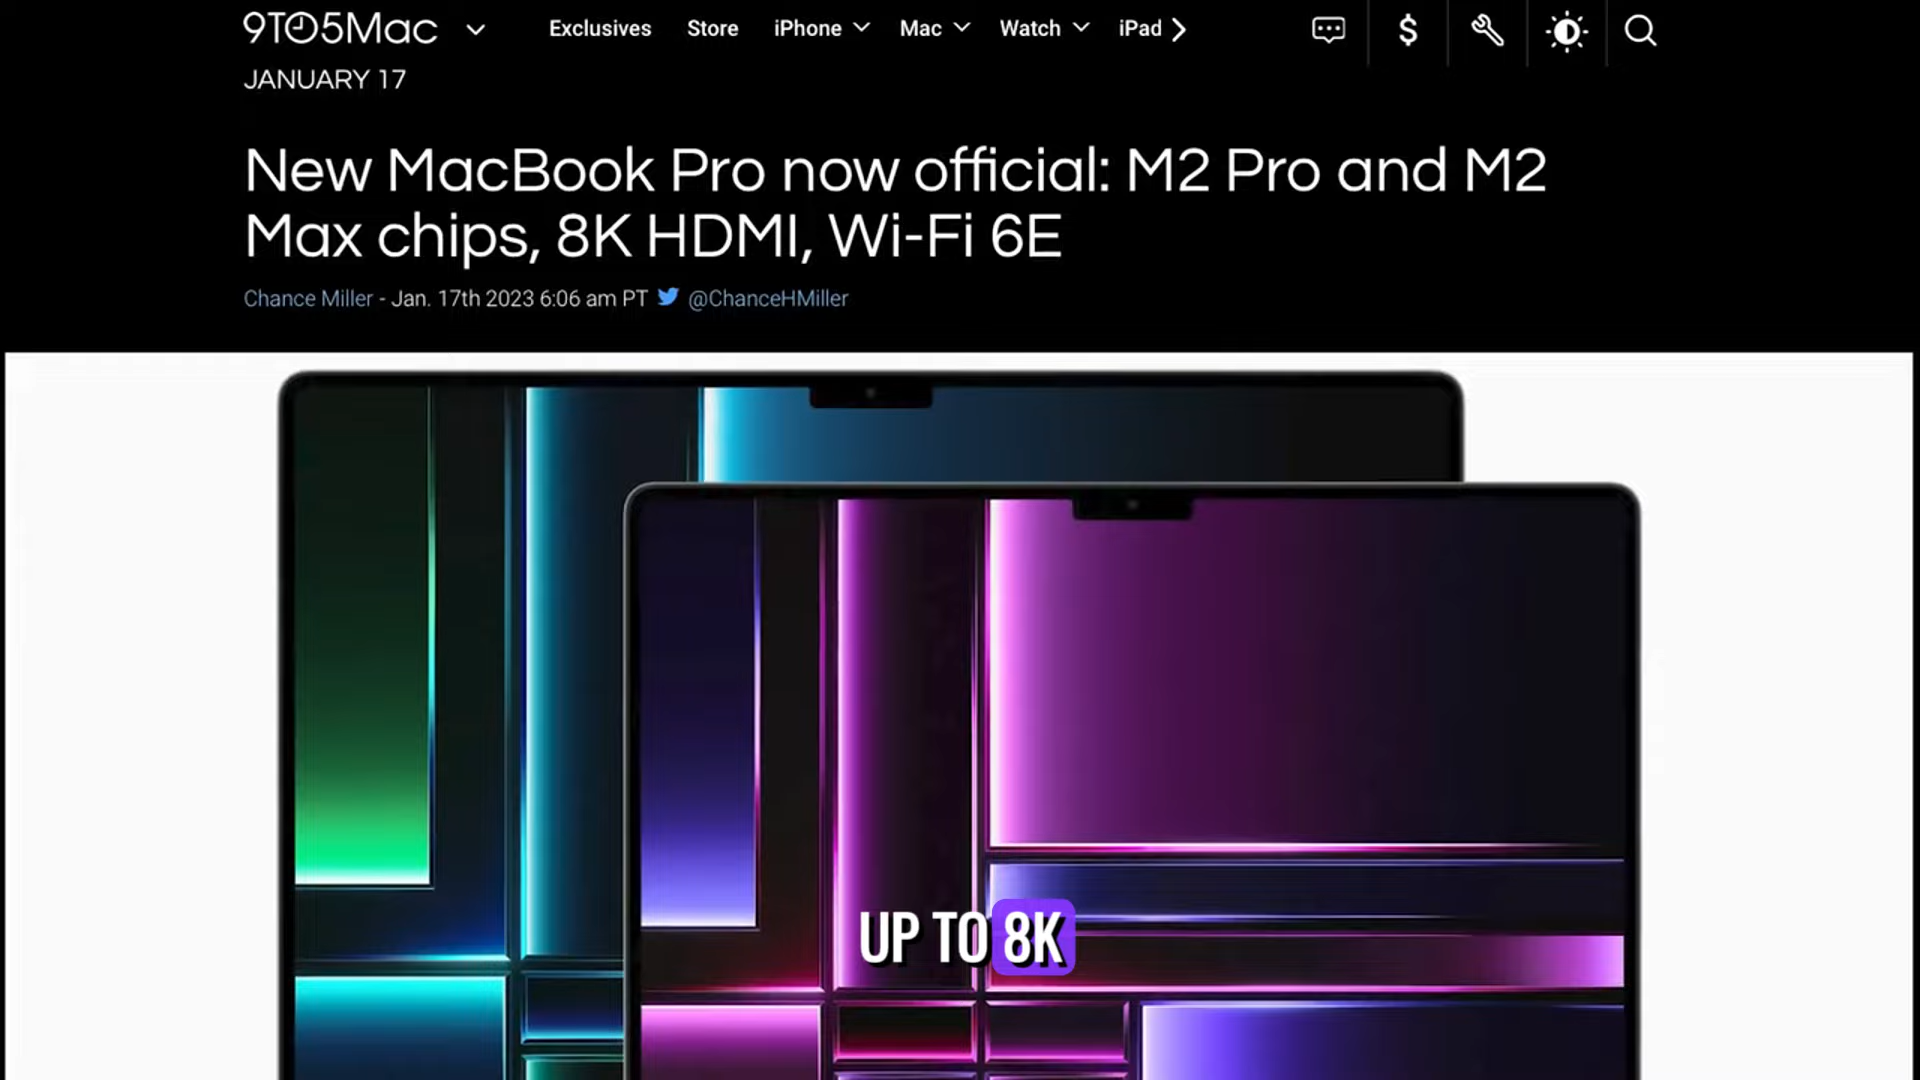 9TO5Mac
Exclusives Store iPhone Mac Watch iPad
JANUARY 17
New MacBook Pro now official: M2 Pro and M2
Max chips, 8K HDMI, Wi-Fi 6E
Chance Miller - Jan. 17th 2023 6:06 am PT @ChanceHMiller
UP TO 8K